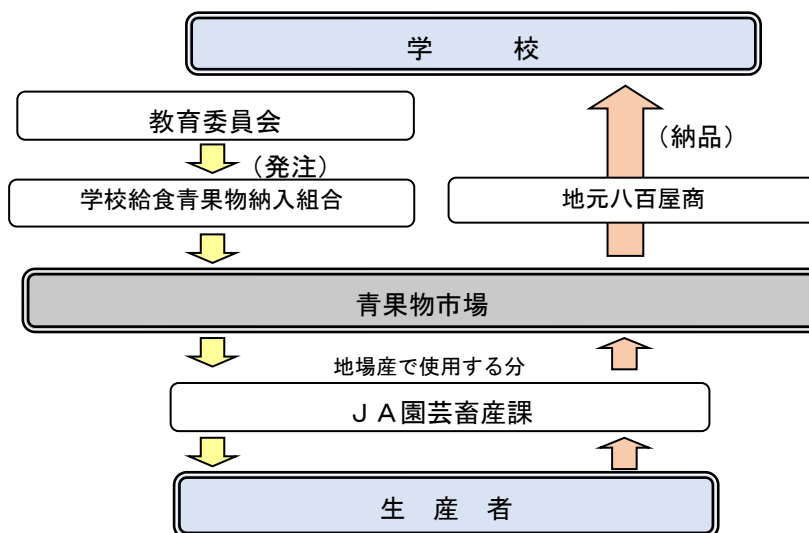 学　　　校
教育委員会
（発注）
（納品）
学校給食青果物納入組合
地元八百屋商
青果物市場
地場産で使用する分
ＪＡ園芸畜産課
生　産　者